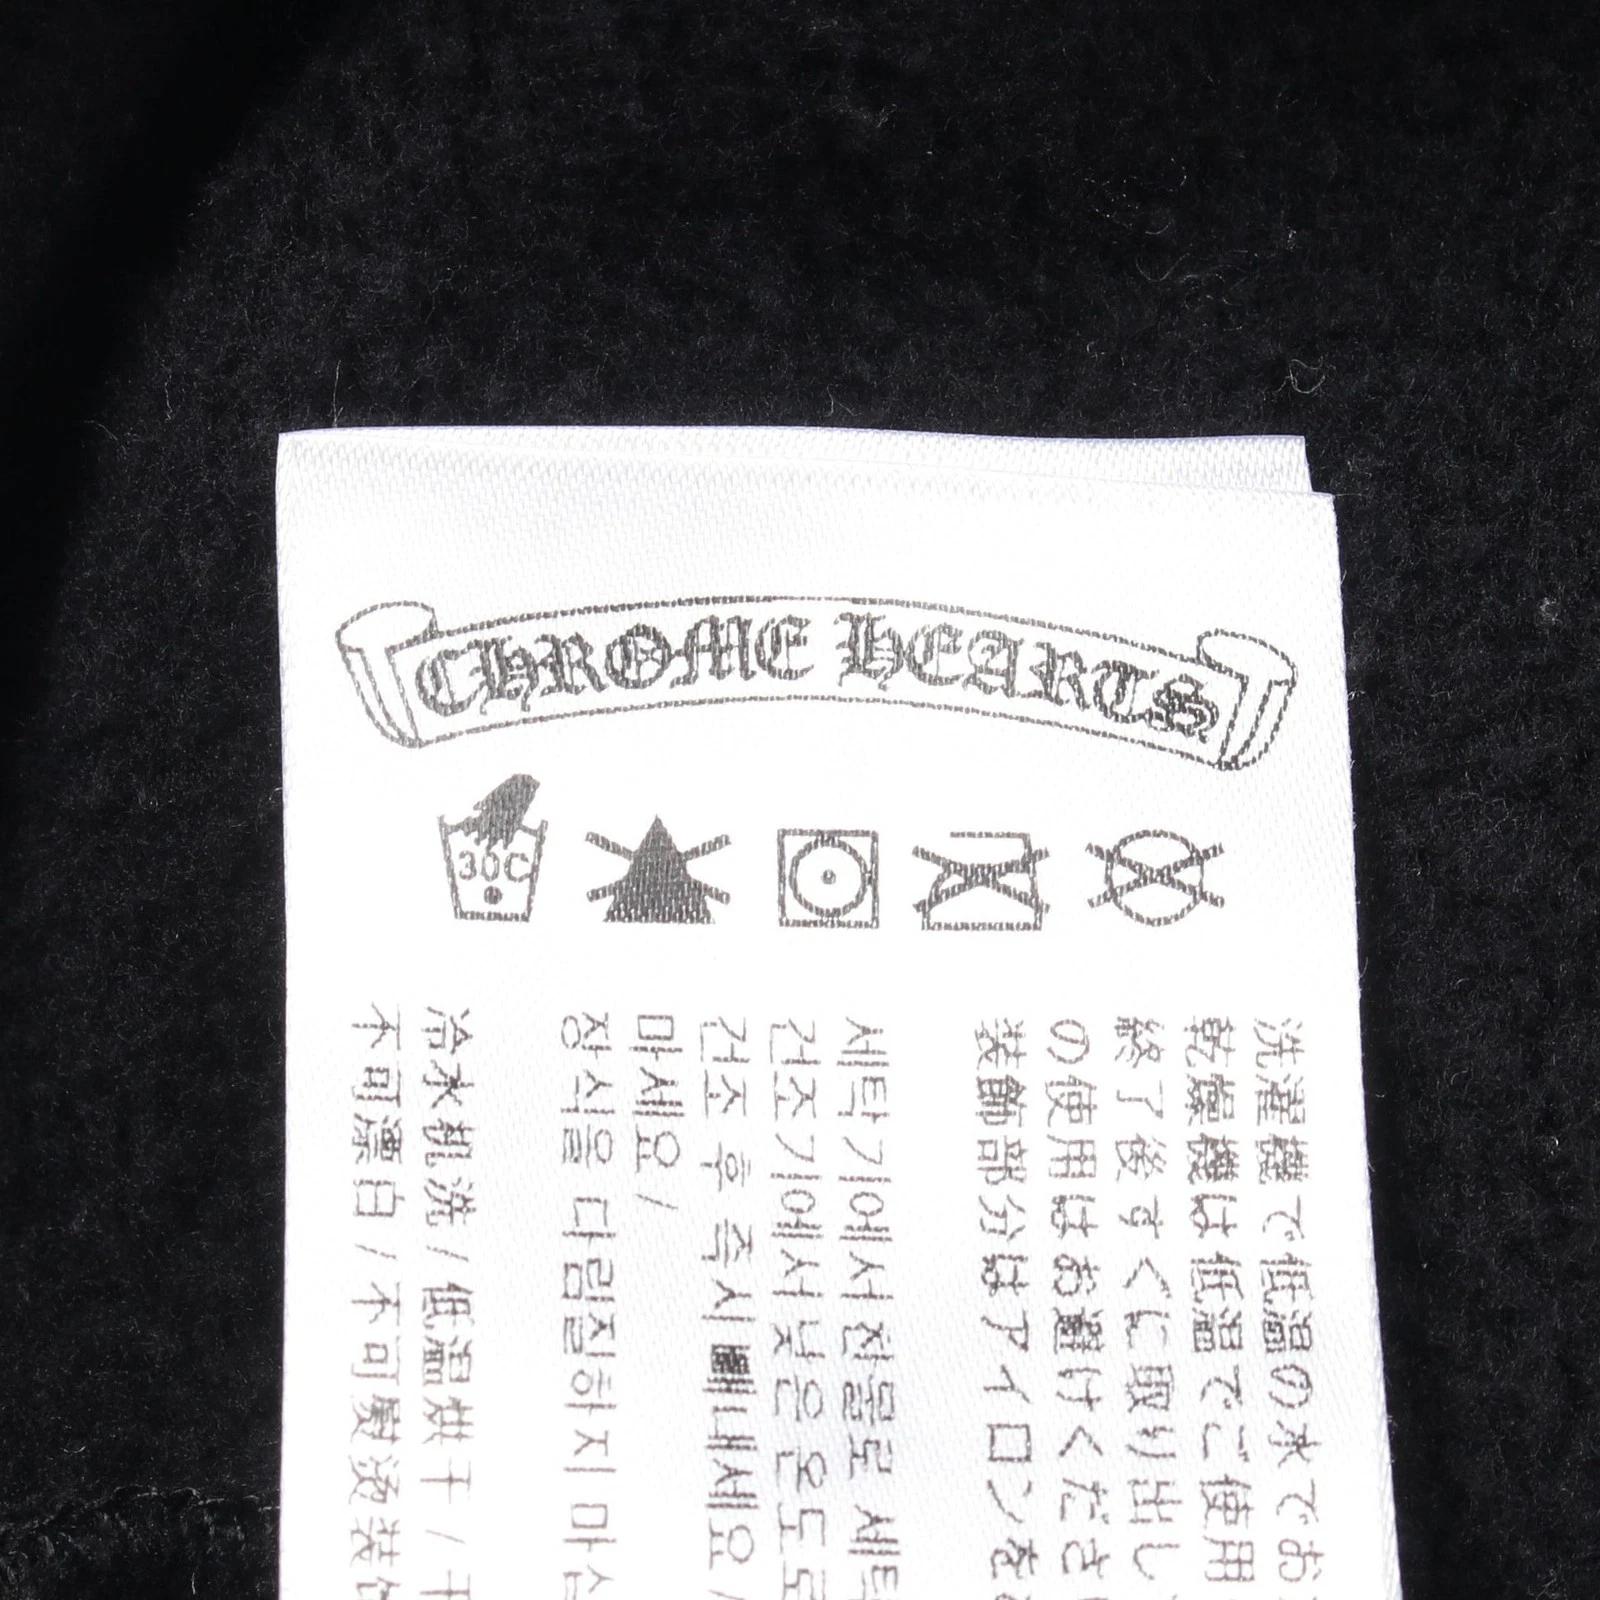 CHROME HEARTS
30C
洗濯機で低温の水でお
乾燥機は低温でご使用
終了後すぐに取り出し、
の使用はお避けくださ
装飾部分はアイロンを
세탁기에서 찬물로 세탁
건조기에서 낮은 온도로
건조 후 즉시 빼내세요 /
마세요 /
장식을 다림질하지 마십
冷水机洗 / 低温烘干 / 干
不可漂白 / 不可熨烫装饰